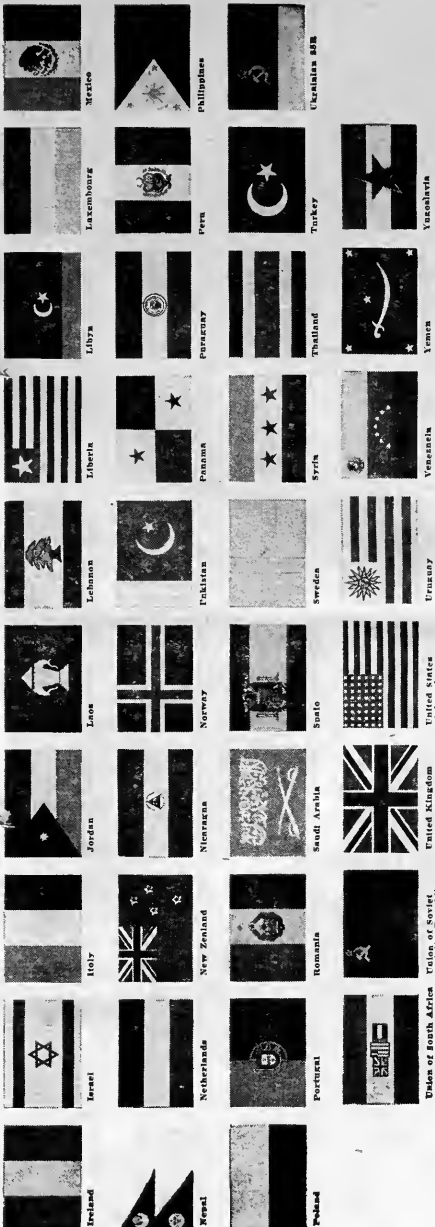 Ireland
Israel
Italy
Jordan
Laos
Lebanon
Liberia
Libya
Luxembourg
Mexico
Nepal
Netherlands
New Zealand
Nicaragua
Norway
Pakistan
Panama
Paraguay
Peru
Philippines
Poland
Portugal
Romania
Saudi Arabia
Spain
Sweden
Syria
Thailand
Turkey
Ukrainian SSR
Union of South Africa
Union of Soviet
United Kingdom
United States
Uruguay
Venezuela
Yemen
Yugoslavia